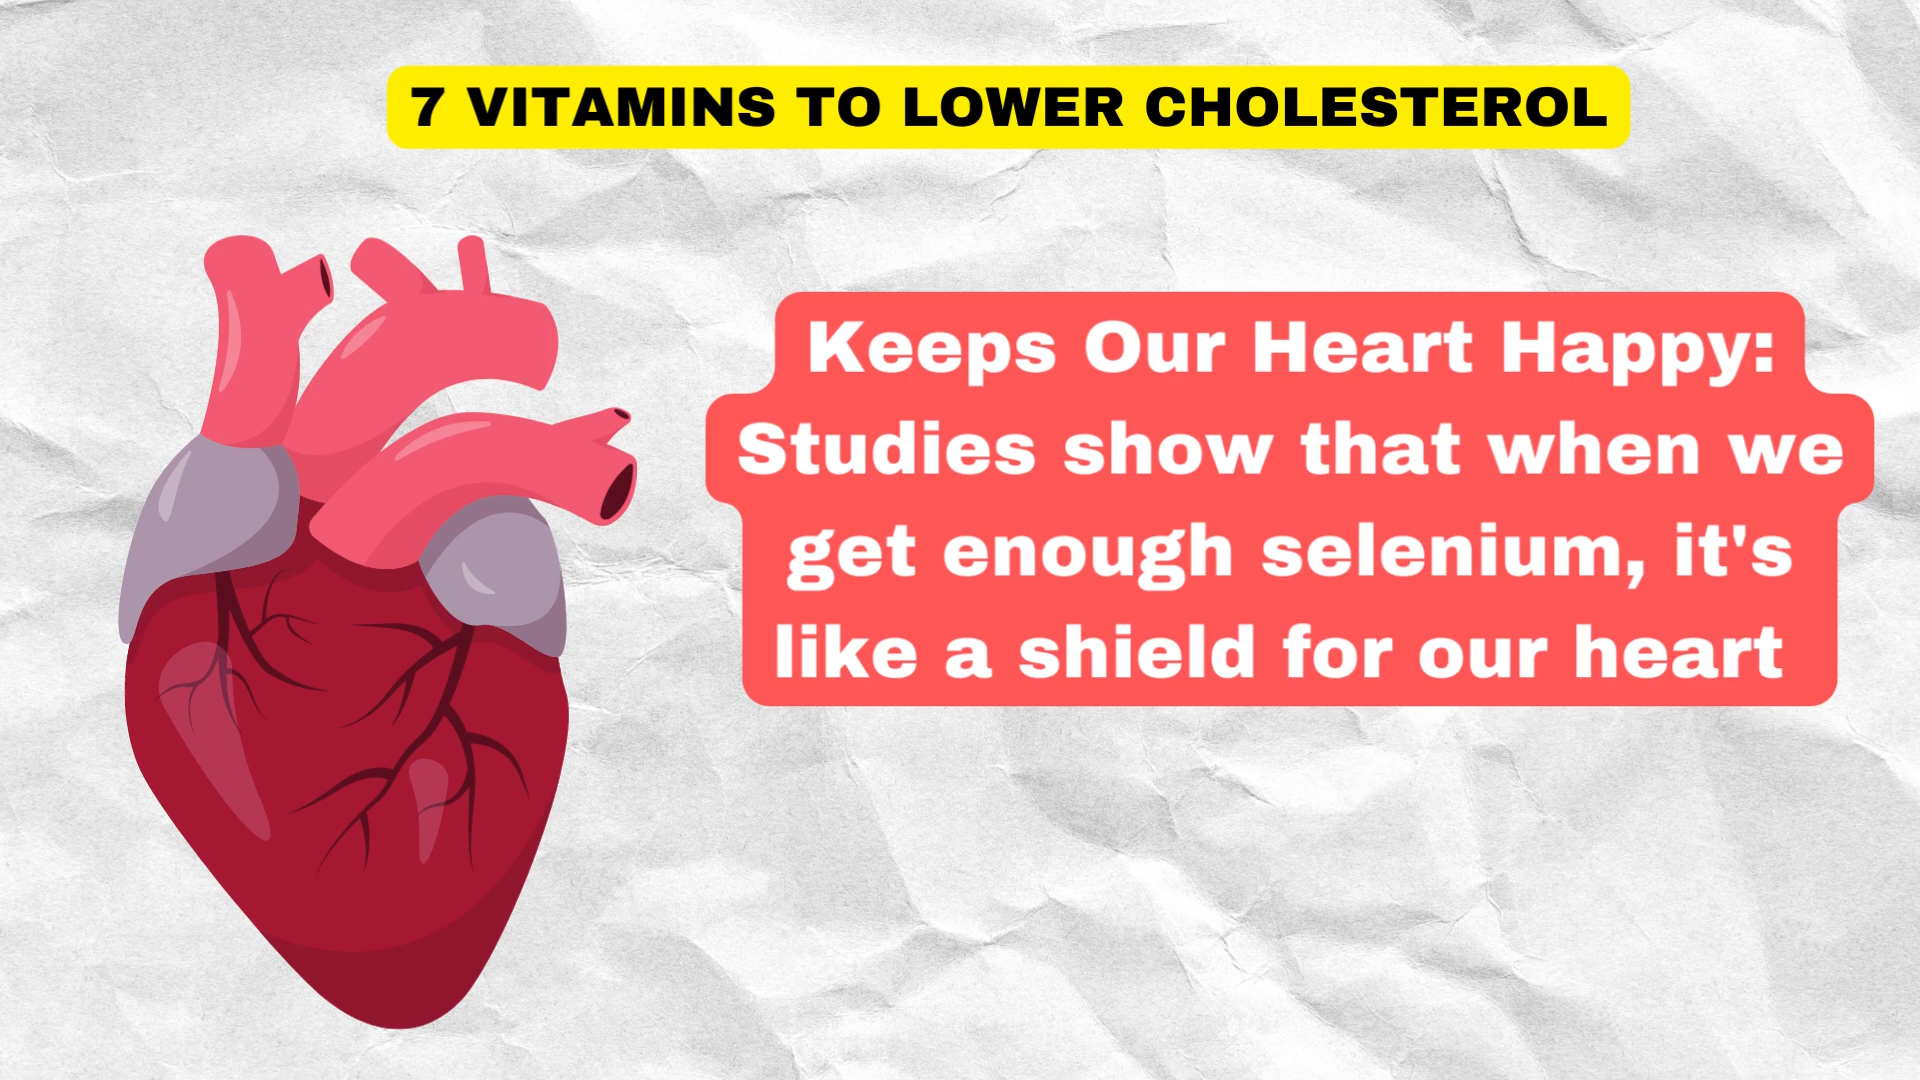 7 VITAMINS TO LOWER CHOLESTEROL
Keeps Our Heart Happy:
Studies show that when we
get enough selenium, it's
like a shield for our heart